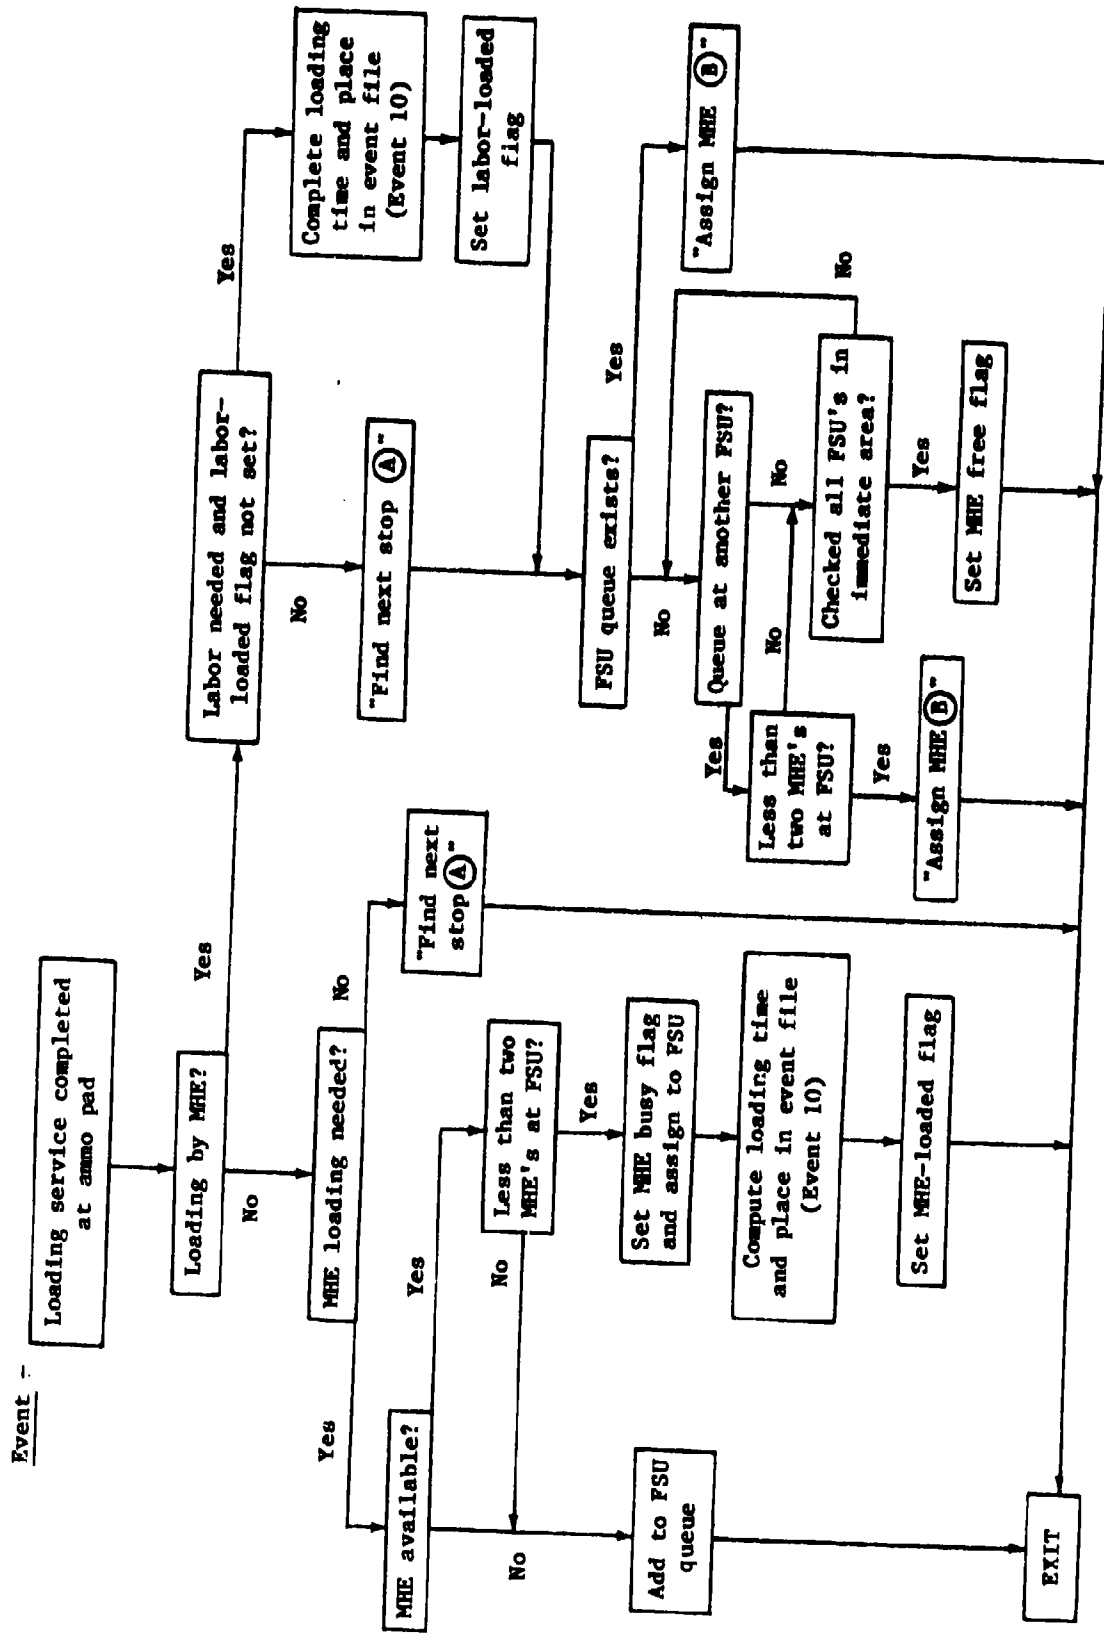 Event -
Loading service completed
at ammo pad
Loading by MHE?
Yes
No
Labor needed and labor-
loaded flag not set?
Yes
No
Complete loading
time and place
in event file
(Event 10)
Set labor-loaded
flag
"Find next stop Ⓐ"
MHE loading needed?
Yes
No
"Find next
stop Ⓐ"
MHE available?
Yes
No
Less than two
MHE's at FSU?
No
Yes
Set MHE busy flag
and assign to FSU
Compute loading time
and place in event file
(Event 10)
Set MHE-loaded flag
Add to FSU
queue
FSU queue exists?
Yes
No
"Assign MHE Ⓑ"
Queue at another FSU?
Yes
No
Less than
two MHE's
at FSU?
No
Yes
"Assign MHE Ⓑ"
Checked all FSU's in
immediate area?
No
Yes
Set MHE free flag
EXIT